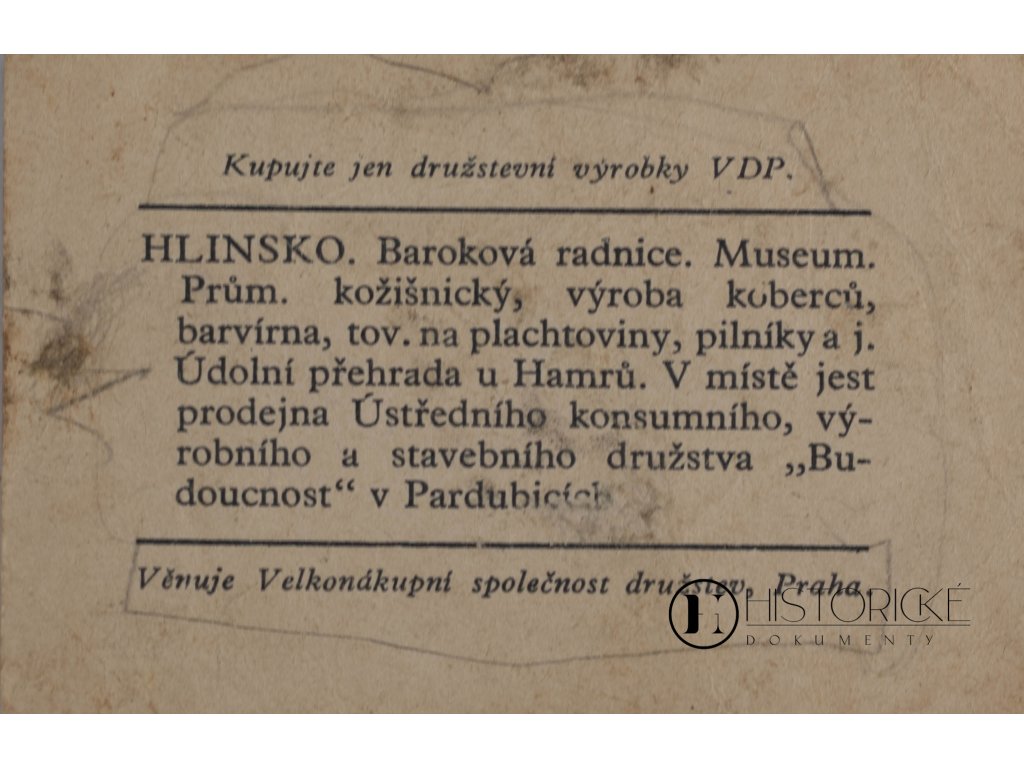 Kupujte jen družstevní výrobky VDP.
HLINSKO. Baroková radnice. Museum.
Prům. kožišnický, výroba koberců,
barvírna, tov. na plachtoviny, pilníky a j.
Údolní přehrada u Hamrů. V místě jest
prodejna Ústředního konsumního, vý-
robního a stavebního družstva „Bu-
doucnost“ v Pardubicích
Věnuje Velkonákupní společnost družstev, Praha.
HISTORICKÉ
DOKUMENTY